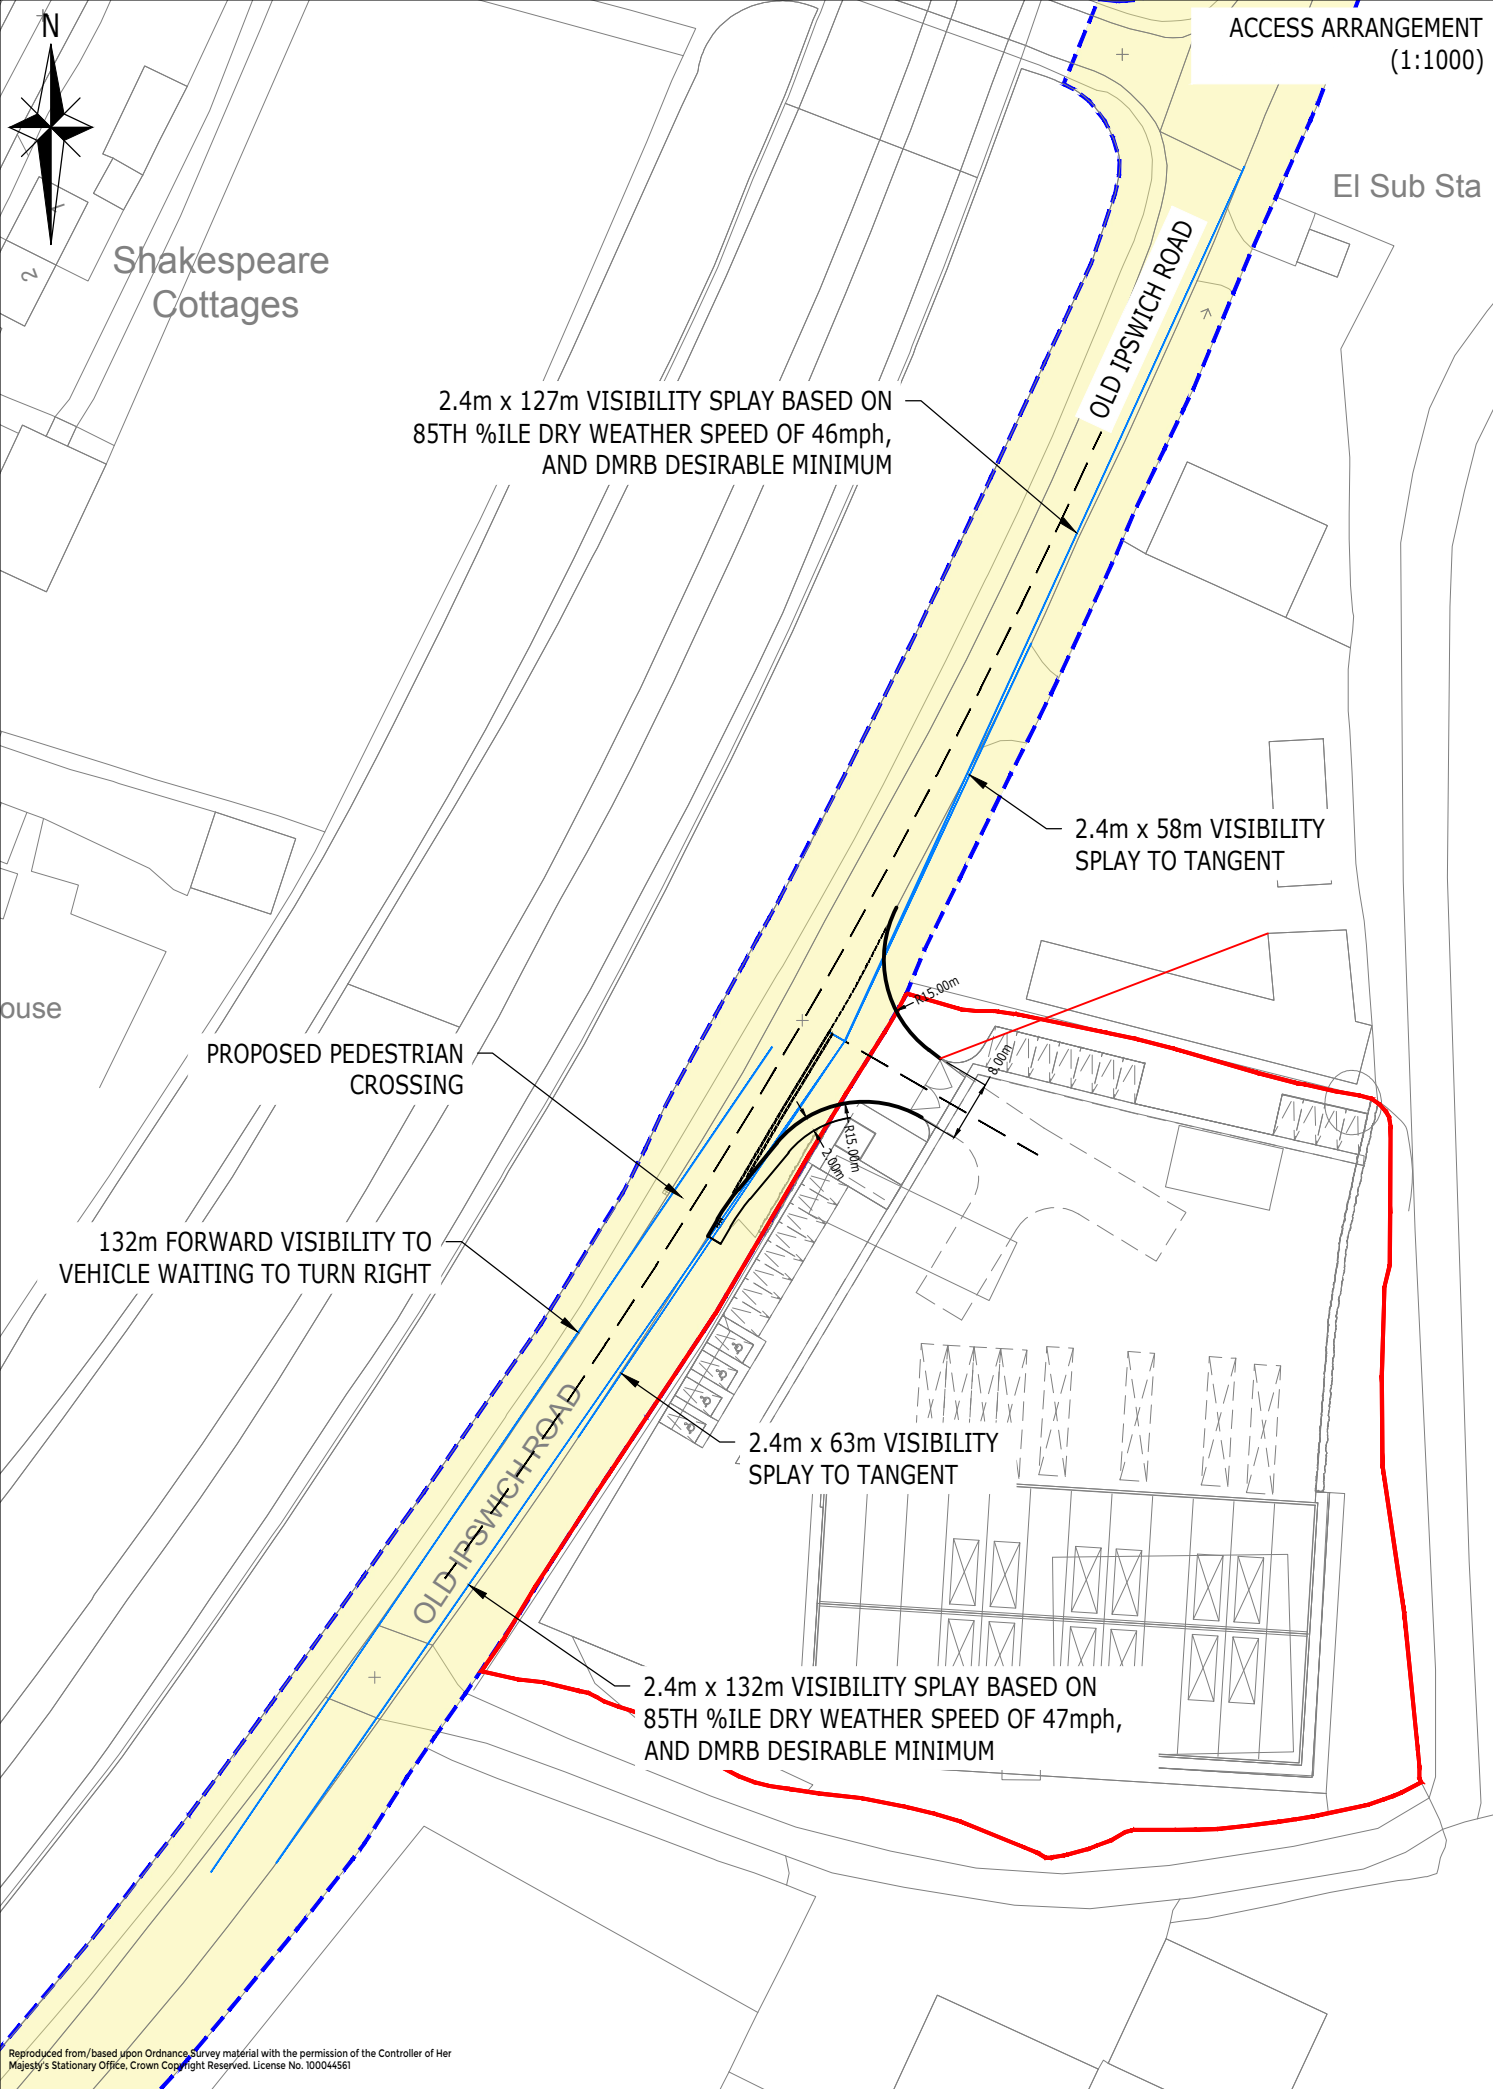 N
ACCESS ARRANGEMENT
(1:1000)
El Sub Sta
Shakespeare
Cottages
2
OLD IPSWICH ROAD
2.4m x 127m VISIBILITY SPLAY BASED ON
85TH %ILE DRY WEATHER SPEED OF 46mph,
AND DMRB DESIRABLE MINIMUM
2.4m x 58m VISIBILITY
SPLAY TO TANGENT
R15.00m
ouse
PROPOSED PEDESTRIAN
CROSSING
8.00m
R15.00m
2.00m
132m FORWARD VISIBILITY TO
VEHICLE WAITING TO TURN RIGHT
OLD IPSWICH ROAD
2.4m x 63m VISIBILITY
SPLAY TO TANGENT
2.4m x 132m VISIBILITY SPLAY BASED ON
85TH %ILE DRY WEATHER SPEED OF 47mph,
AND DMRB DESIRABLE MINIMUM
Reproduced from/based upon Ordnance Survey material with the permission of the Controller of Her
Majesty's Stationary Office, Crown Copyright Reserved. License No. 100044561